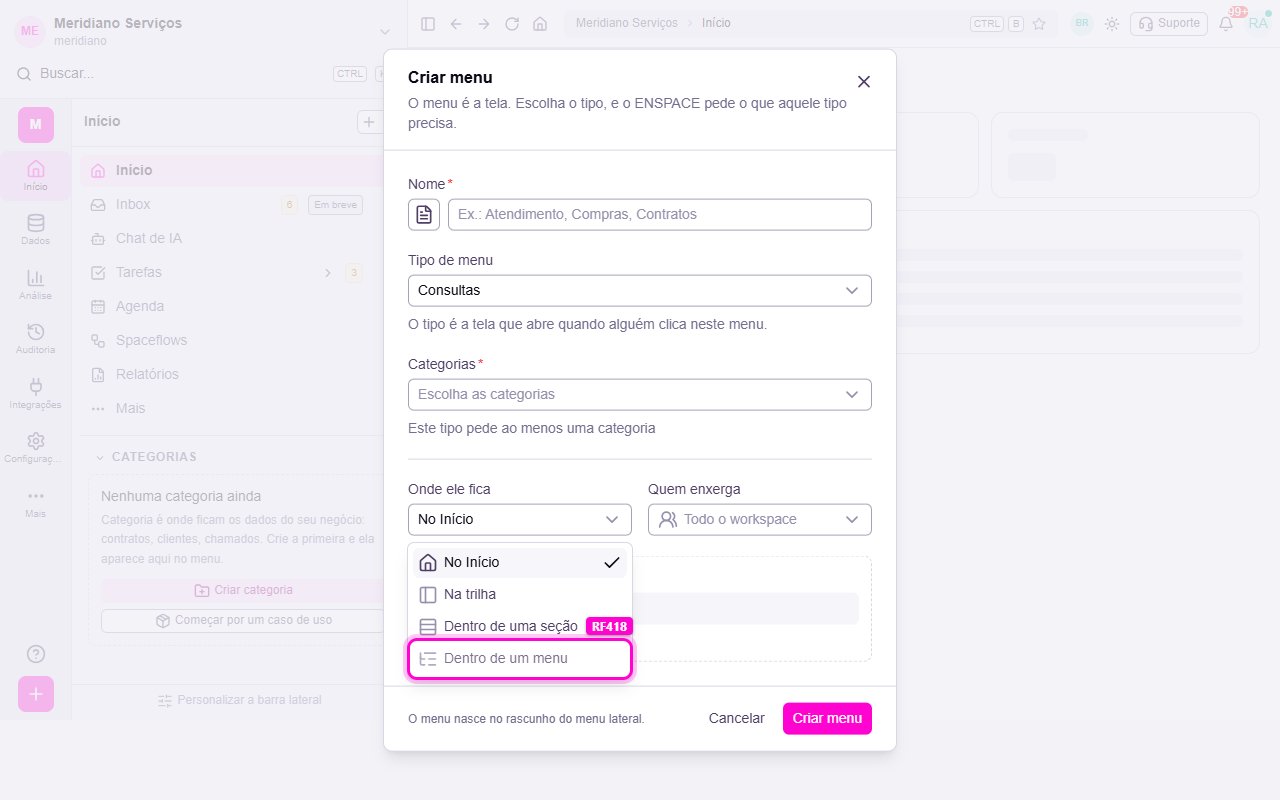 ME
Meridiano Serviços
meridiano
Meridiano Serviços
Início
CTRL
B
BR
Suporte
99+
RA
Buscar...
CTRL
M
Início
Início
Dados
Análise
Auditoria
Integrações
Configuraç...
Mais
Início
Inbox
6
Em breve
Chat de IA
Tarefas
3
Agenda
Spaceflows
Relatórios
Mais
CATEGORIAS
Nenhuma categoria ainda
Categoria é onde ficam os dados do seu negócio:
contratos, clientes, chamados. Crie a primeira e ela
aparece aqui no menu.
Criar categoria
Começar por um caso de uso
Personalizar a barra lateral
Criar menu
O menu é a tela. Escolha o tipo, e o ENSPACE pede o que aquele tipo
precisa.
Nome*
Ex.: Atendimento, Compras, Contratos
Tipo de menu
Consultas
O tipo é a tela que abre quando alguém clica neste menu.
Categorias*
Escolha as categorias
Este tipo pede ao menos uma categoria
Onde ele fica
Quem enxerga
No Início
Todo o workspace
No Início
Na trilha
Dentro de uma seção
RF418
Dentro de um menu
O menu nasce no rascunho do menu lateral.
Cancelar
Criar menu